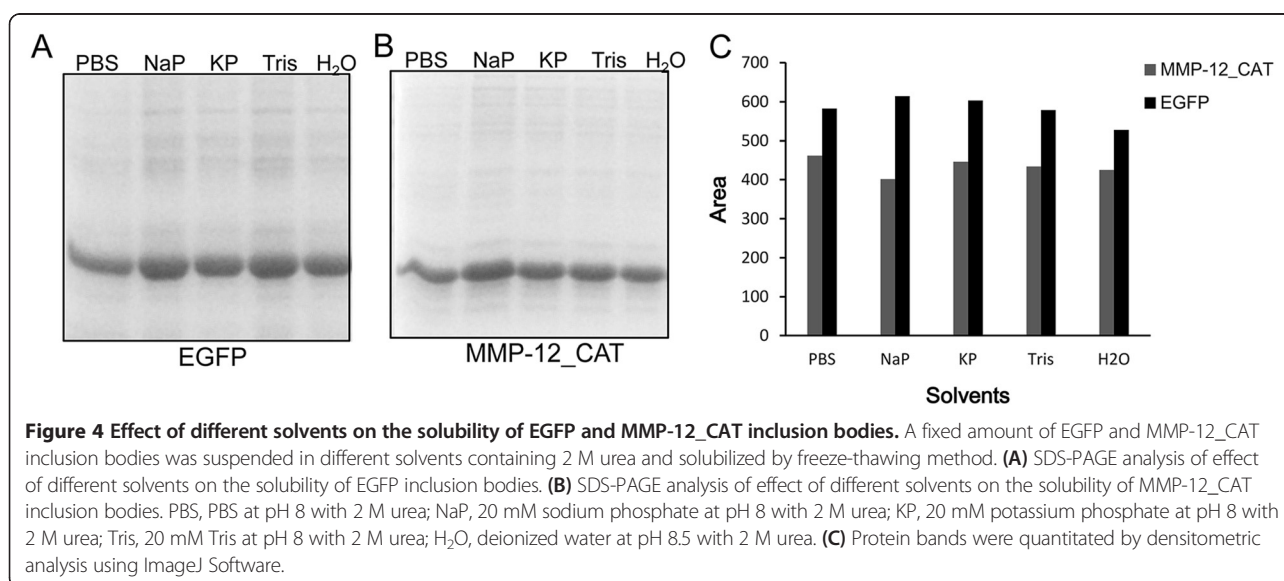 A
PBS NaP KP Tris H₂O
EGFP
B
PBS NaP KP Tris H₂O
MMP-12_CAT
C
700
600
500
400
300
200
100
0
Area
PBS NaP KP Tris H2O
Solvents
MMP-12_CAT
EGFP
Figure 4 Effect of different solvents on the solubility of EGFP and MMP-12_CAT inclusion bodies. A fixed amount of EGFP and MMP-12_CAT
inclusion bodies was suspended in different solvents containing 2 M urea and solubilized by freeze-thawing method. (A) SDS-PAGE analysis of effect
of different solvents on the solubility of EGFP inclusion bodies. (B) SDS-PAGE analysis of effect of different solvents on the solubility of MMP-12_CAT
inclusion bodies. PBS, PBS at pH 8 with 2 M urea; NaP, 20 mM sodium phosphate at pH 8 with 2 M urea; KP, 20 mM potassium phosphate at pH 8 with
2 M urea; Tris, 20 mM Tris at pH 8 with 2 M urea; H₂O, deionized water at pH 8.5 with 2 M urea. (C) Protein bands were quantitated by densitometric
analysis using ImageJ Software.